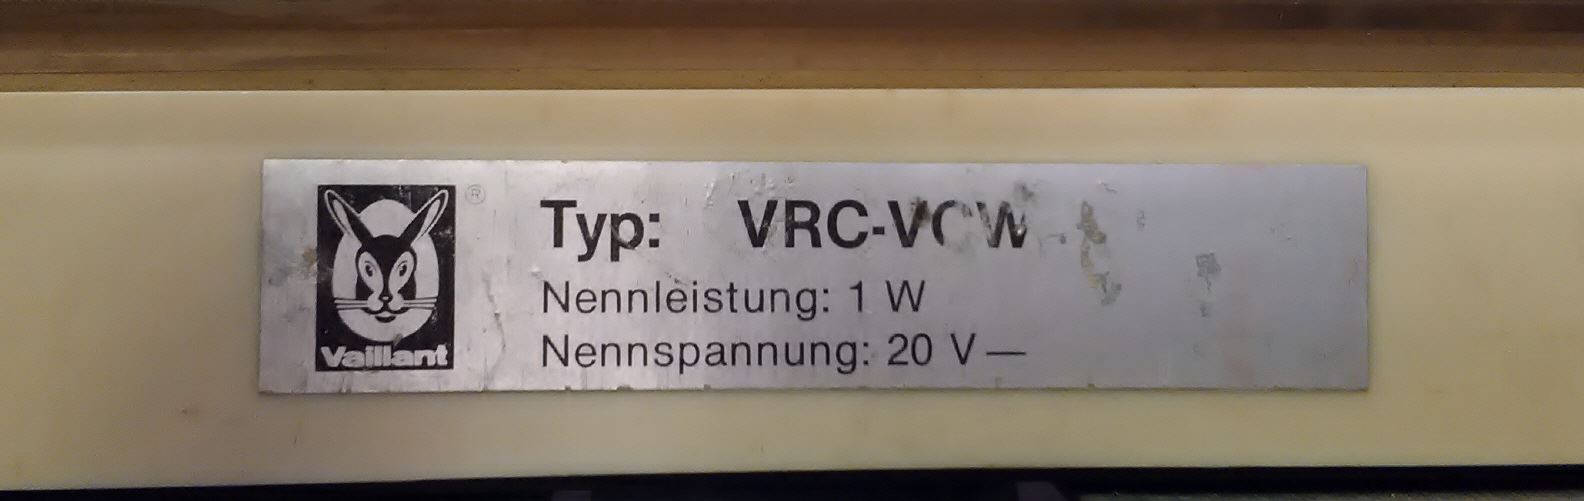 ®
Typ: VRC-VCW
Nennleistung: 1 W
Nennspannung: 20 V —
Vaillant